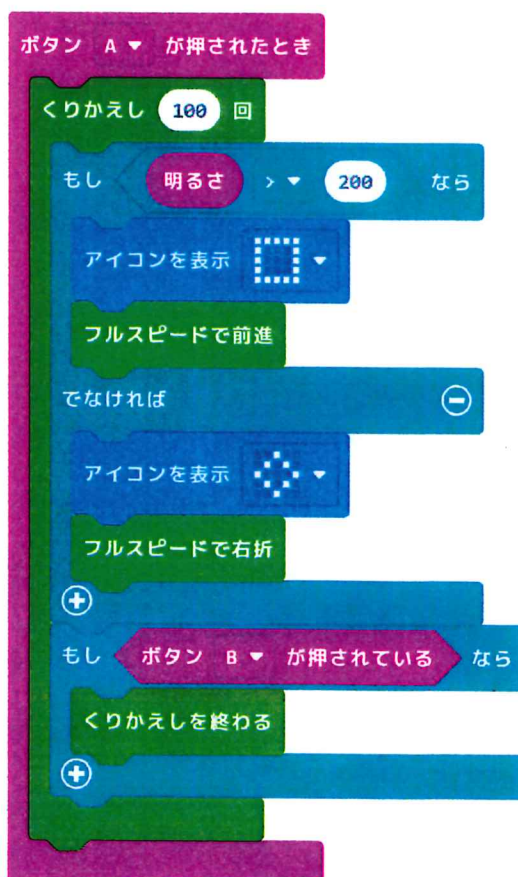 ボタン A が押されたとき
くりかえし 100 回
もし 明るさ > 200 なら
アイコンを表示
フルスピードで前進
でなければ
アイコンを表示
フルスピードで右折
もし ボタン B が押されている なら
くりかえしを終わる